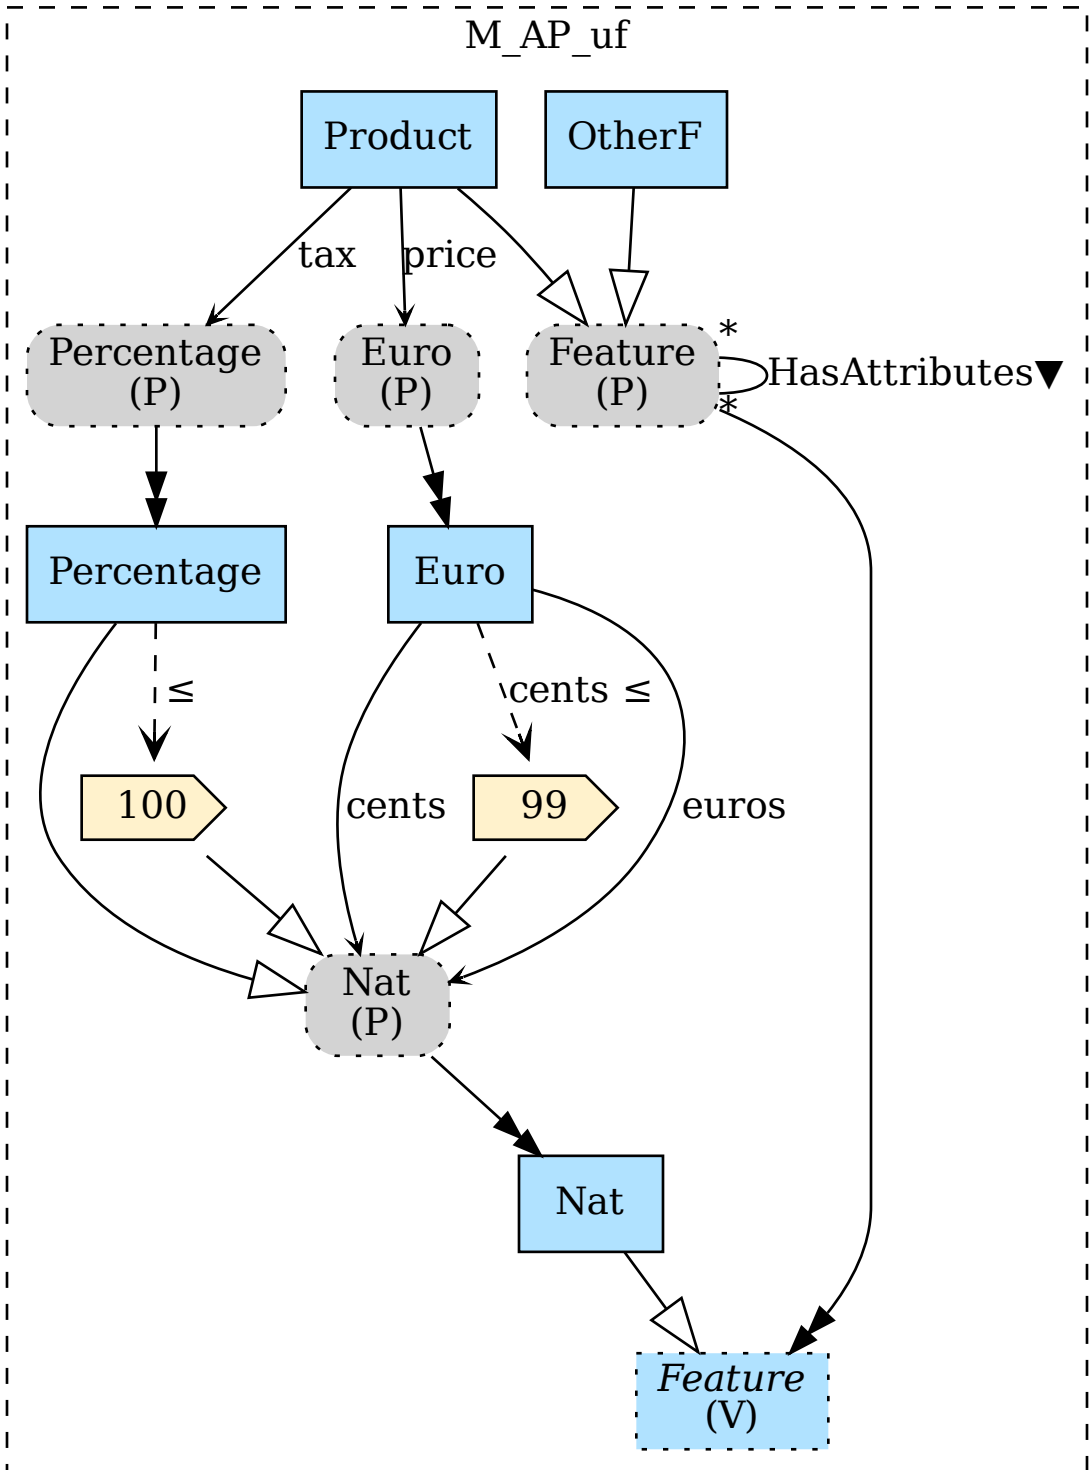 M_AP_uf
Product
OtherF
tax
price
Percentage
(P)
Euro
(P)
Feature
(P)
*
HasAttributes▼
*
Percentage
Euro
≤
cents ≤
100
cents
99
euros
Nat
(P)
Nat
Feature
(V)